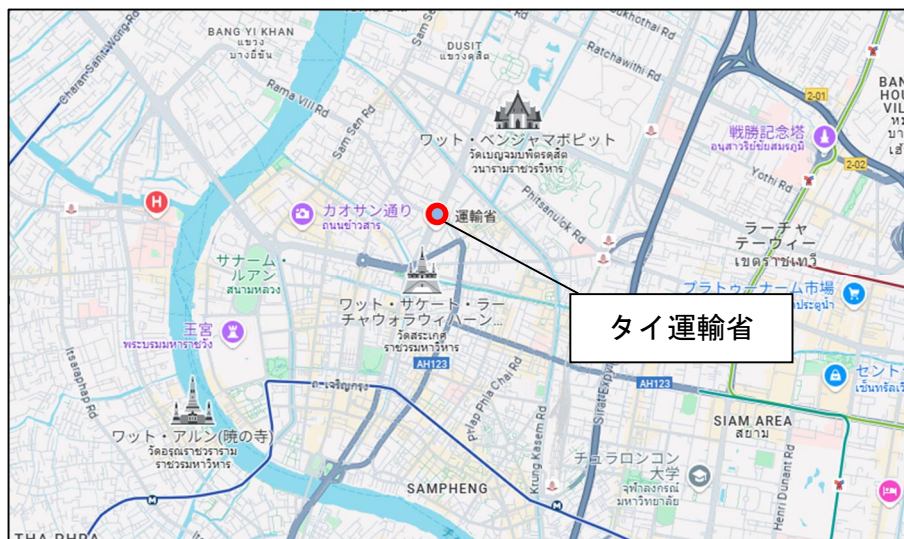 BANG YI KHAN
แขวง
บางยี่ขัน
DUSIT
แขวงดุสิต
Sam Sen Rd
Sukhothai Rd
Ratchawithi Rd
Charan Sanit Wong Rd
Rama VIII Rd
Sam Sen Rd
2-01
ワット・ベンジャマボピット
วัดเบญจมบพิตรดุสิต
วนารามราชวรวิหาร
戦勝記念塔
อนุสาวรีย์ชัยสมรภูมิ
2-02
Yothi Rd
H
カオサン通り
ถนนข้าวสาร
運輸省
Phitsanulok Rd
ラーチャ
テーウィー
เขตราชเทวี
サナーム・
ルアン
สนามหลวง
ワット・サケート・ラー
チャウォラウィハーン...
วัดสระเกศ
ราชวรมหาวิหาร
プラトゥーナーム市場
タイ運輸省
王宮
พระบรมมหาราชวัง
AH123
AH123
セント
Itsaraphap Rd
ถ. เจริญกรุง
Phlap Phla Chai Rd
Krung Kasem Rd
SIAM AREA
สยาม
ワット・アルン(暁の寺)
วัดอรุณราชวราราม
ราชวรมหาวิหาร
SAMPHENG
チュラロンコン
大学
จุฬาลงกรณ์
มหาวิทยาลัย
Henri Dunant Rd
THA PHRA